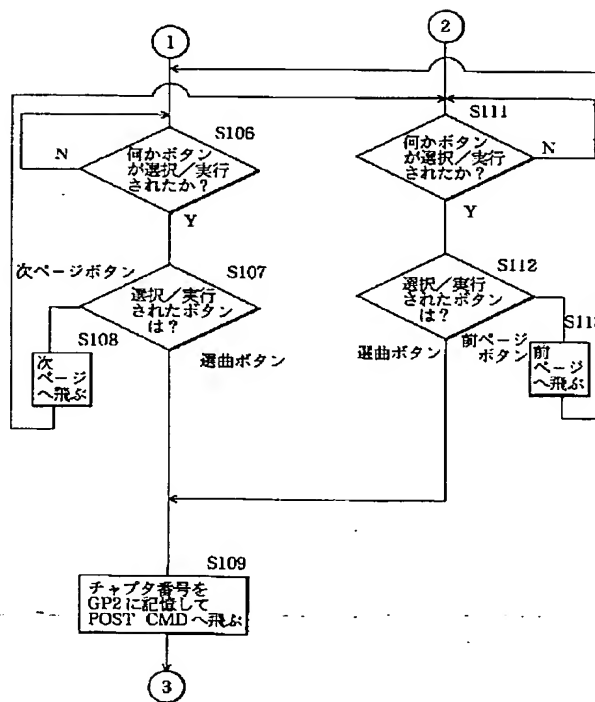 1
2
S106
何かボタン
が選択／実行
されたか？
N
Y
S111
何かボタン
が選択／実行
されたか？
N
Y
次ページボタン
S107
選択／実行
されたボタン
は？
S108
次
ページ
へ飛ぶ
選曲ボタン
S112
選択／実行
されたボタン
は？
選曲ボタン
前ページ
ボタン
S113
前
ページ
へ飛ぶ
S109
チャプタ番号を
GP2に記憶して
POST CMDへ飛ぶ
3